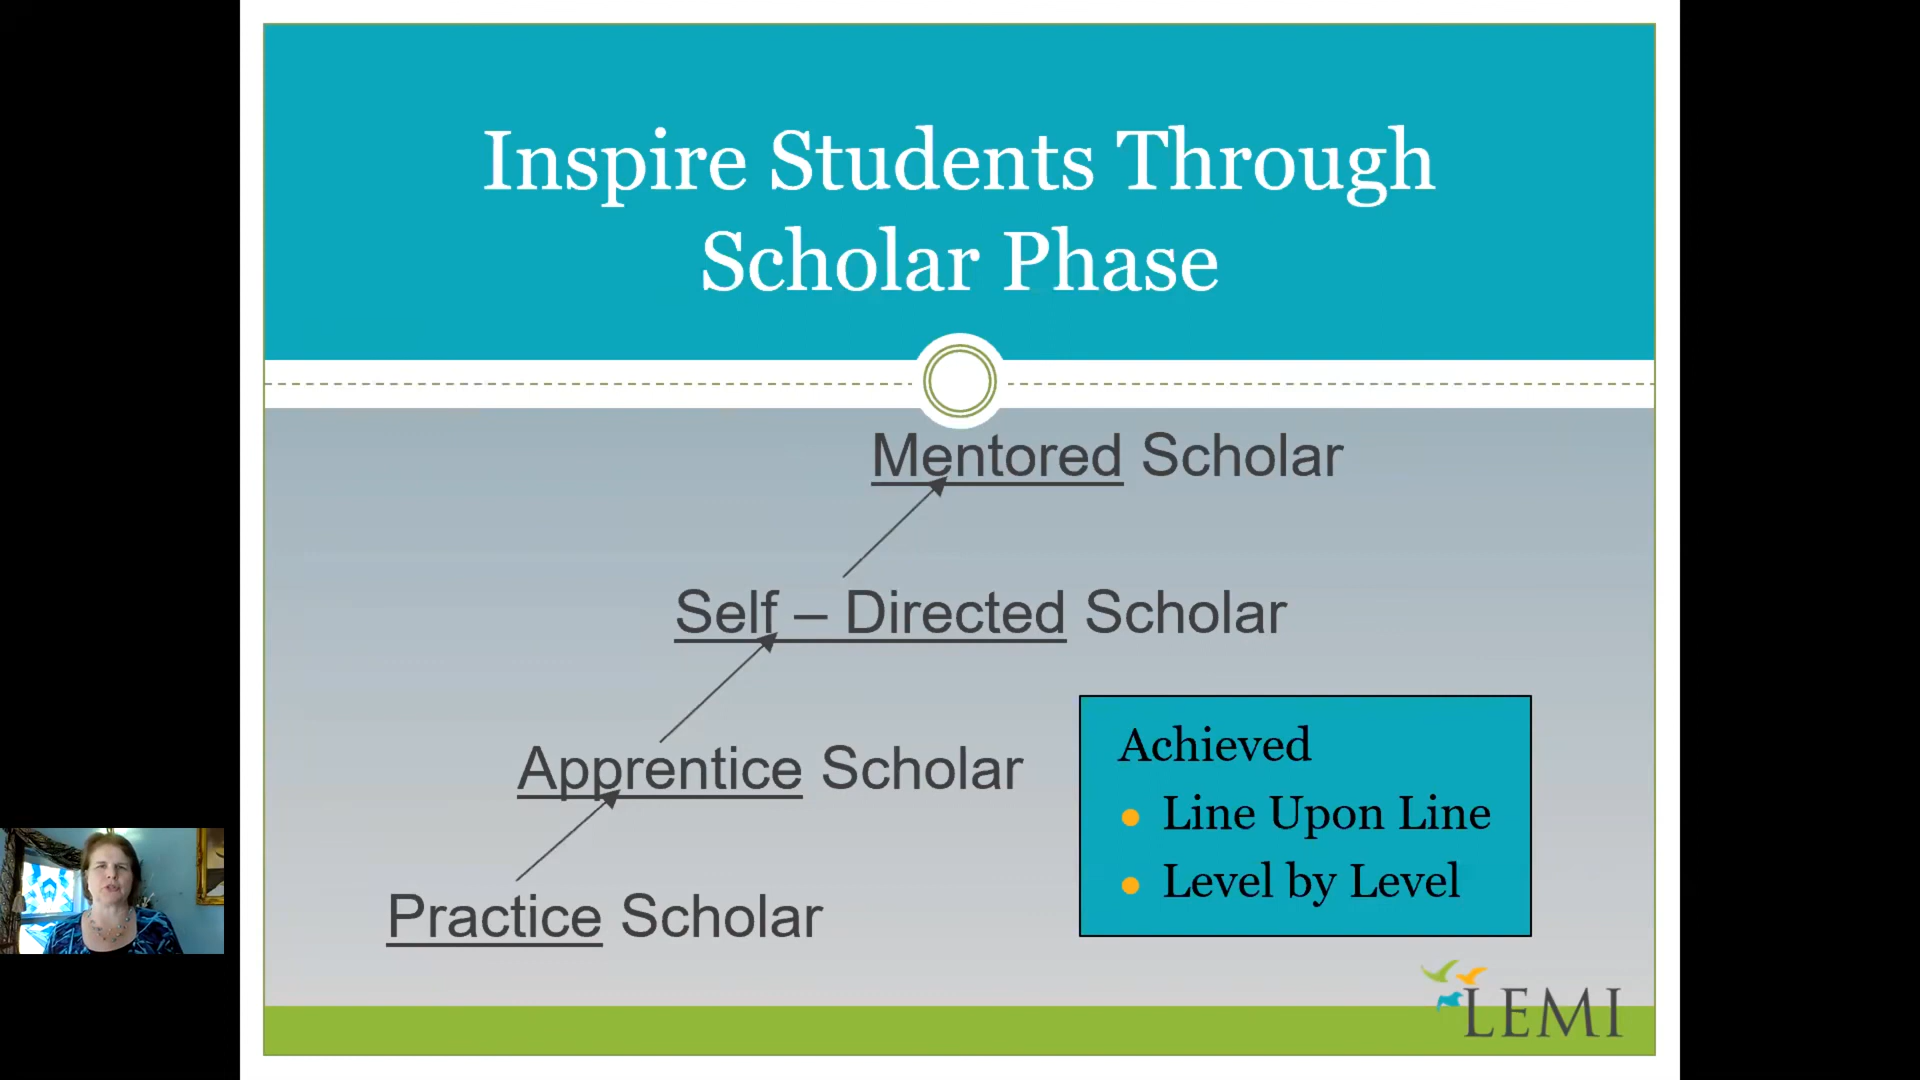 Inspire Students Through
Scholar Phase
Mentored Scholar
Self – Directed Scholar
Apprentice Scholar
Practice Scholar
Achieved
Line Upon Line
Level by Level
LEMI